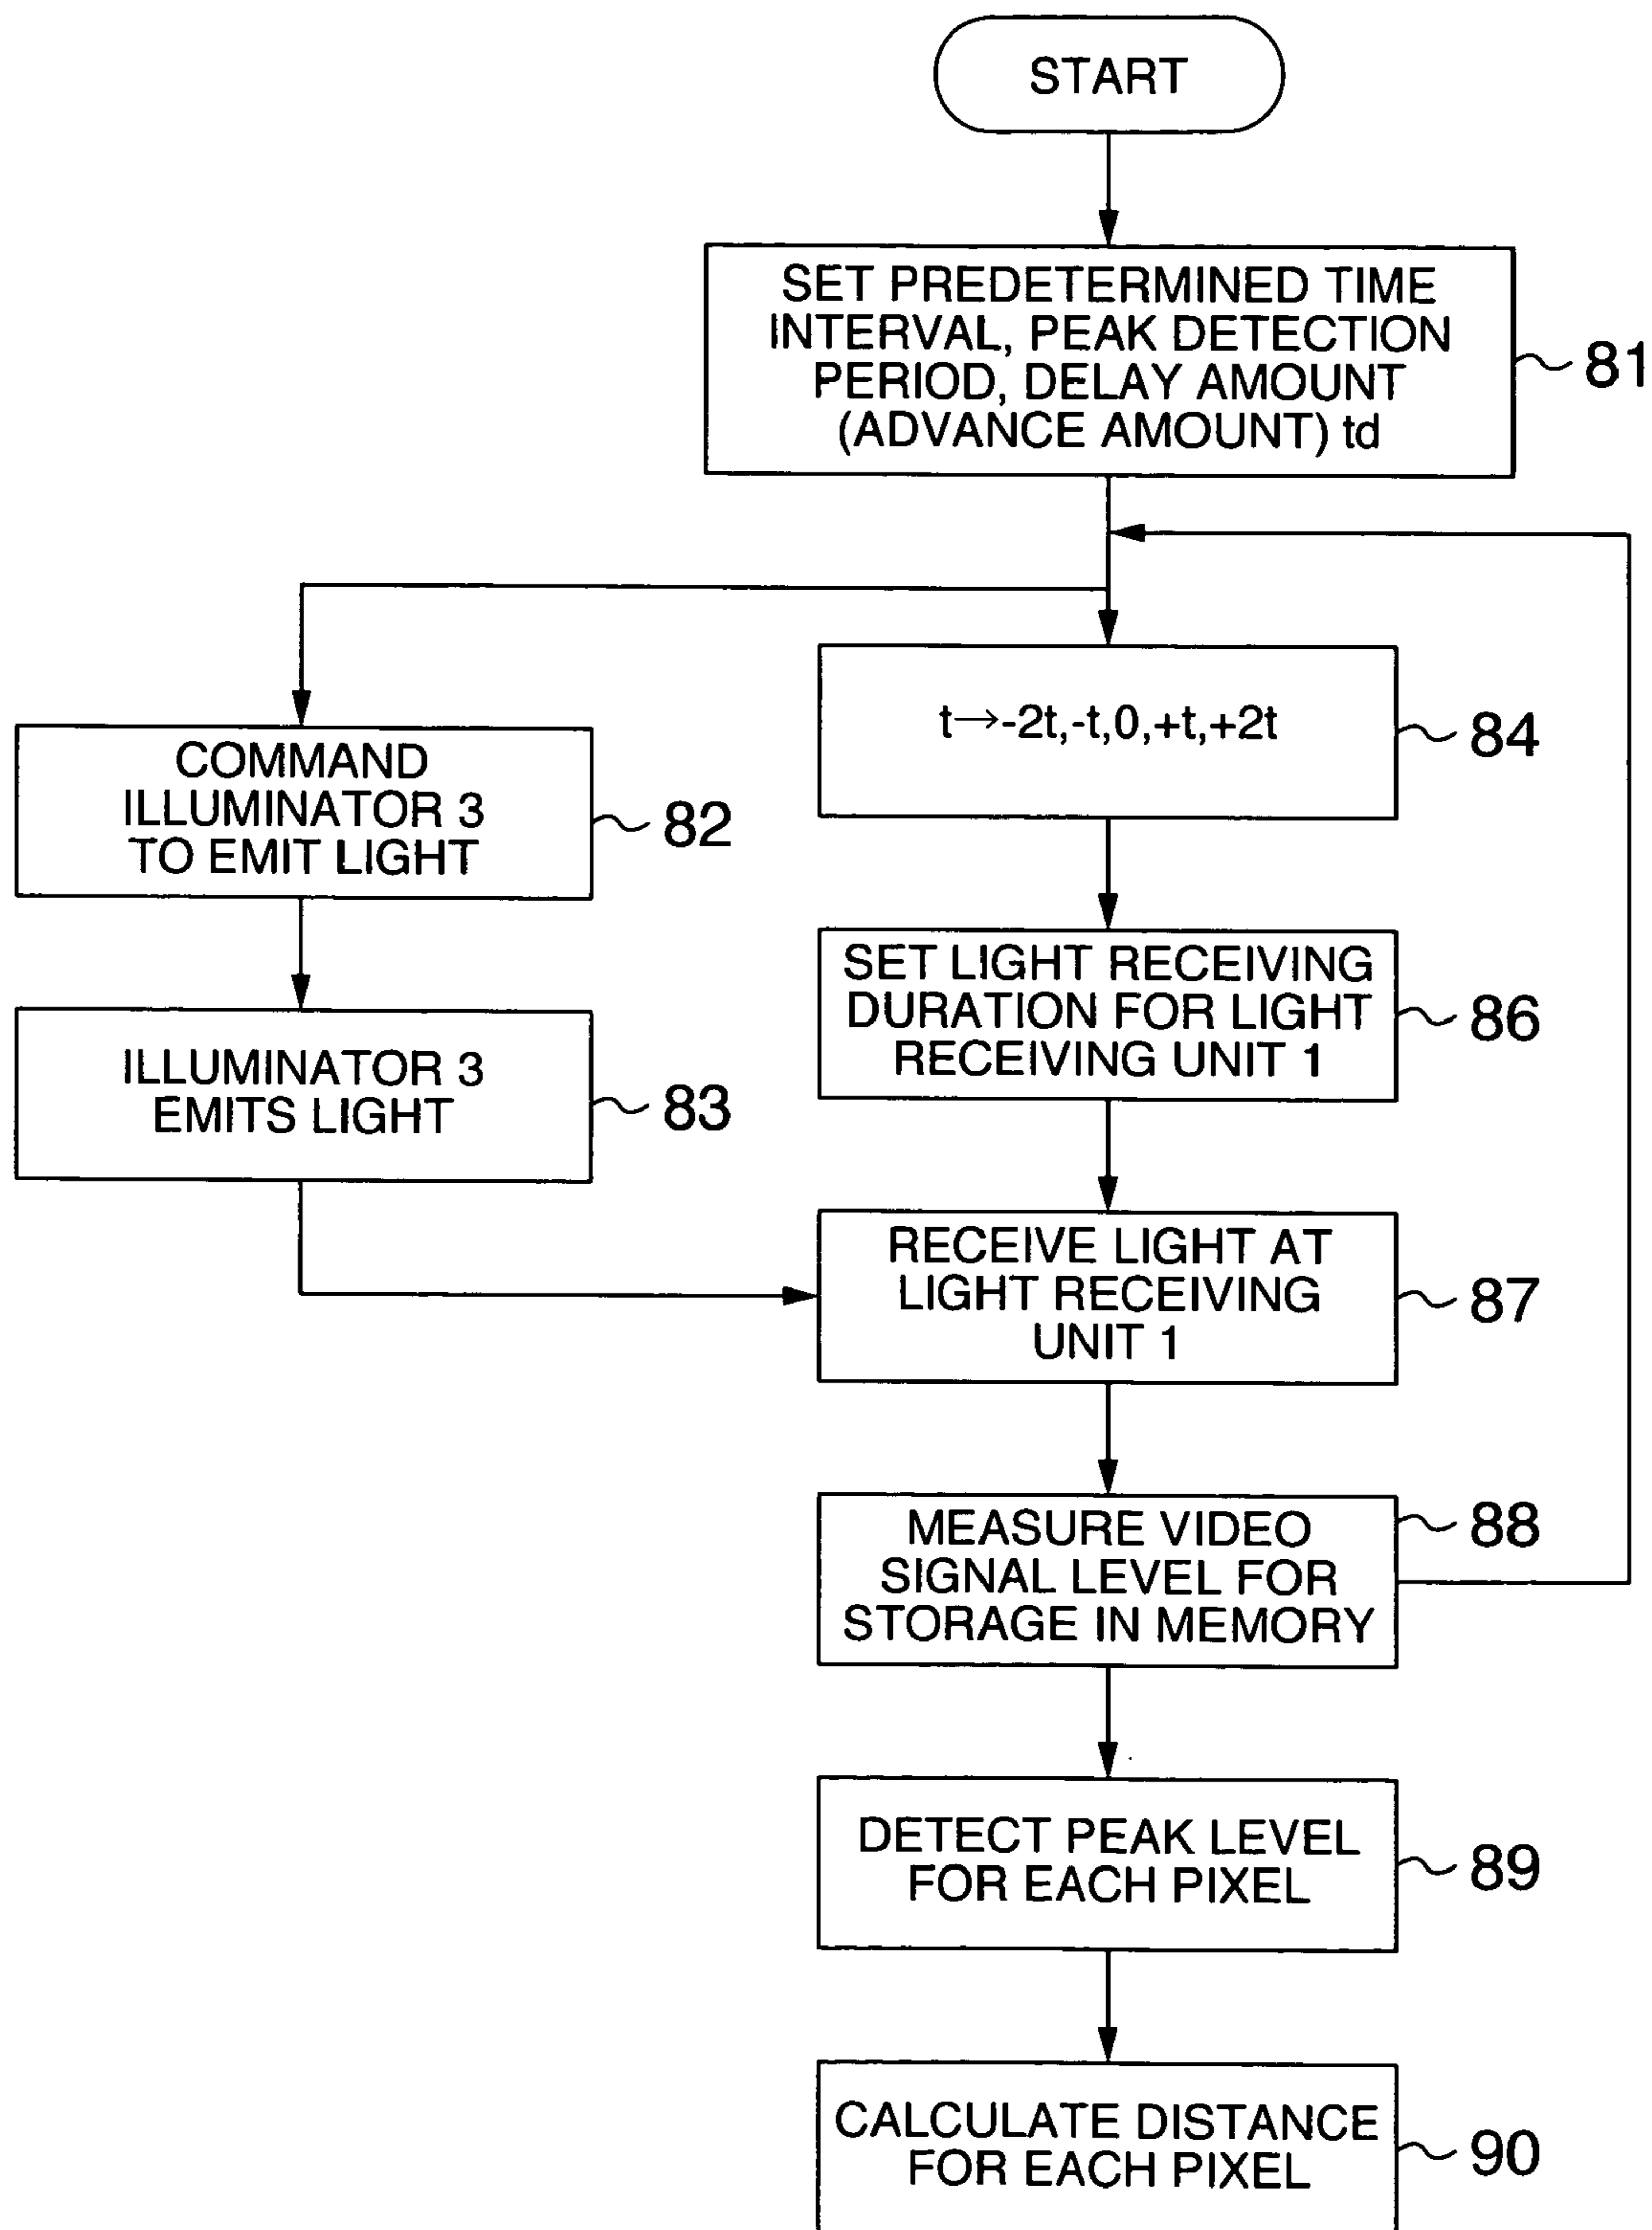 START
SET PREDETERMINED TIME
INTERVAL, PEAK DETECTION
PERIOD, DELAY AMOUNT
(ADVANCE AMOUNT) td
81
t→-2t,-t,0,+t,+2t
84
COMMAND
ILLUMINATOR 3
TO EMIT LIGHT
82
SET LIGHT RECEIVING
DURATION FOR LIGHT
RECEIVING UNIT 1
86
ILLUMINATOR 3
EMITS LIGHT
83
RECEIVE LIGHT AT
LIGHT RECEIVING
UNIT 1
87
MEASURE VIDEO
SIGNAL LEVEL FOR
STORAGE IN MEMORY
88
DETECT PEAK LEVEL
FOR EACH PIXEL
89
CALCULATE DISTANCE
FOR EACH PIXEL
90